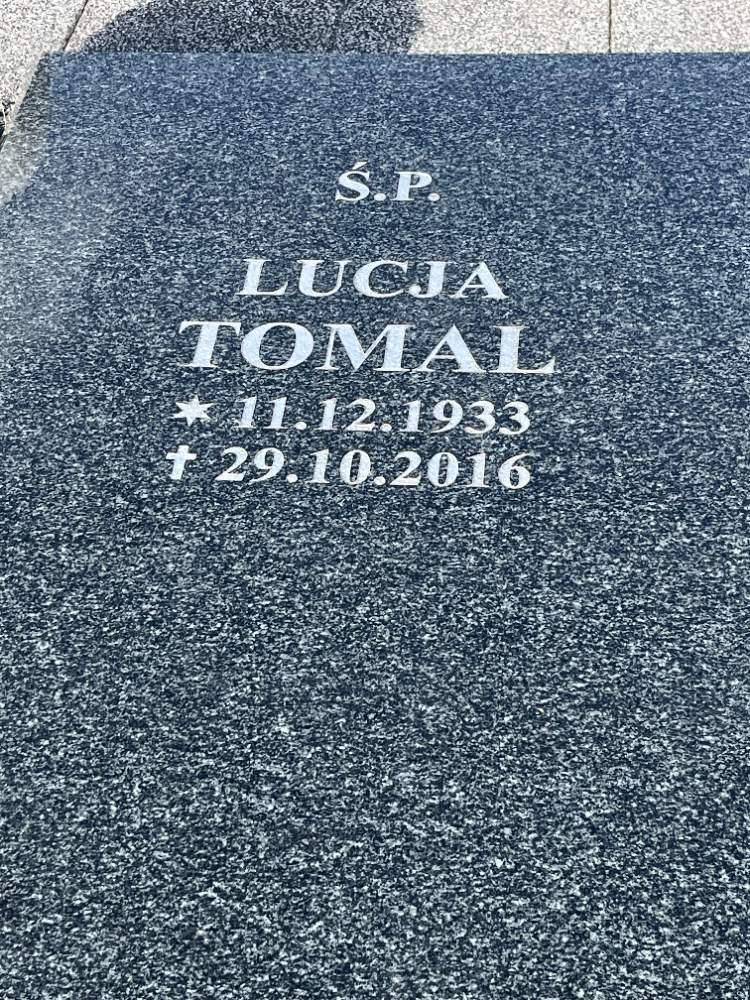 Ś.P.
LUCJA
TOMAL
* 11.12.1933
† 29.10.2016